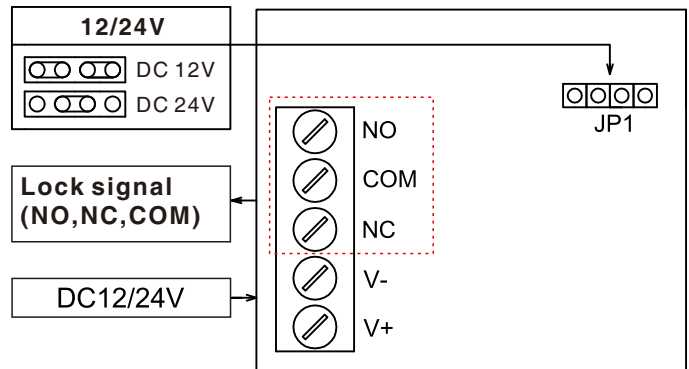 12/24V
DC 12V
DC 24V
Lock signal
(NO,NC,COM)
DC12/24V
NO
COM
NC
V-
V+
JP1